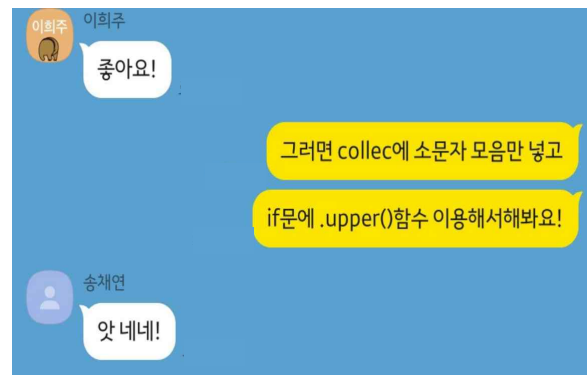 이희주
이희주
좋아요!
그러면 collec에 소문자 모음만 넣고
if문에 .upper()함수 이용해서해봐요!
송채연
앗 네네!